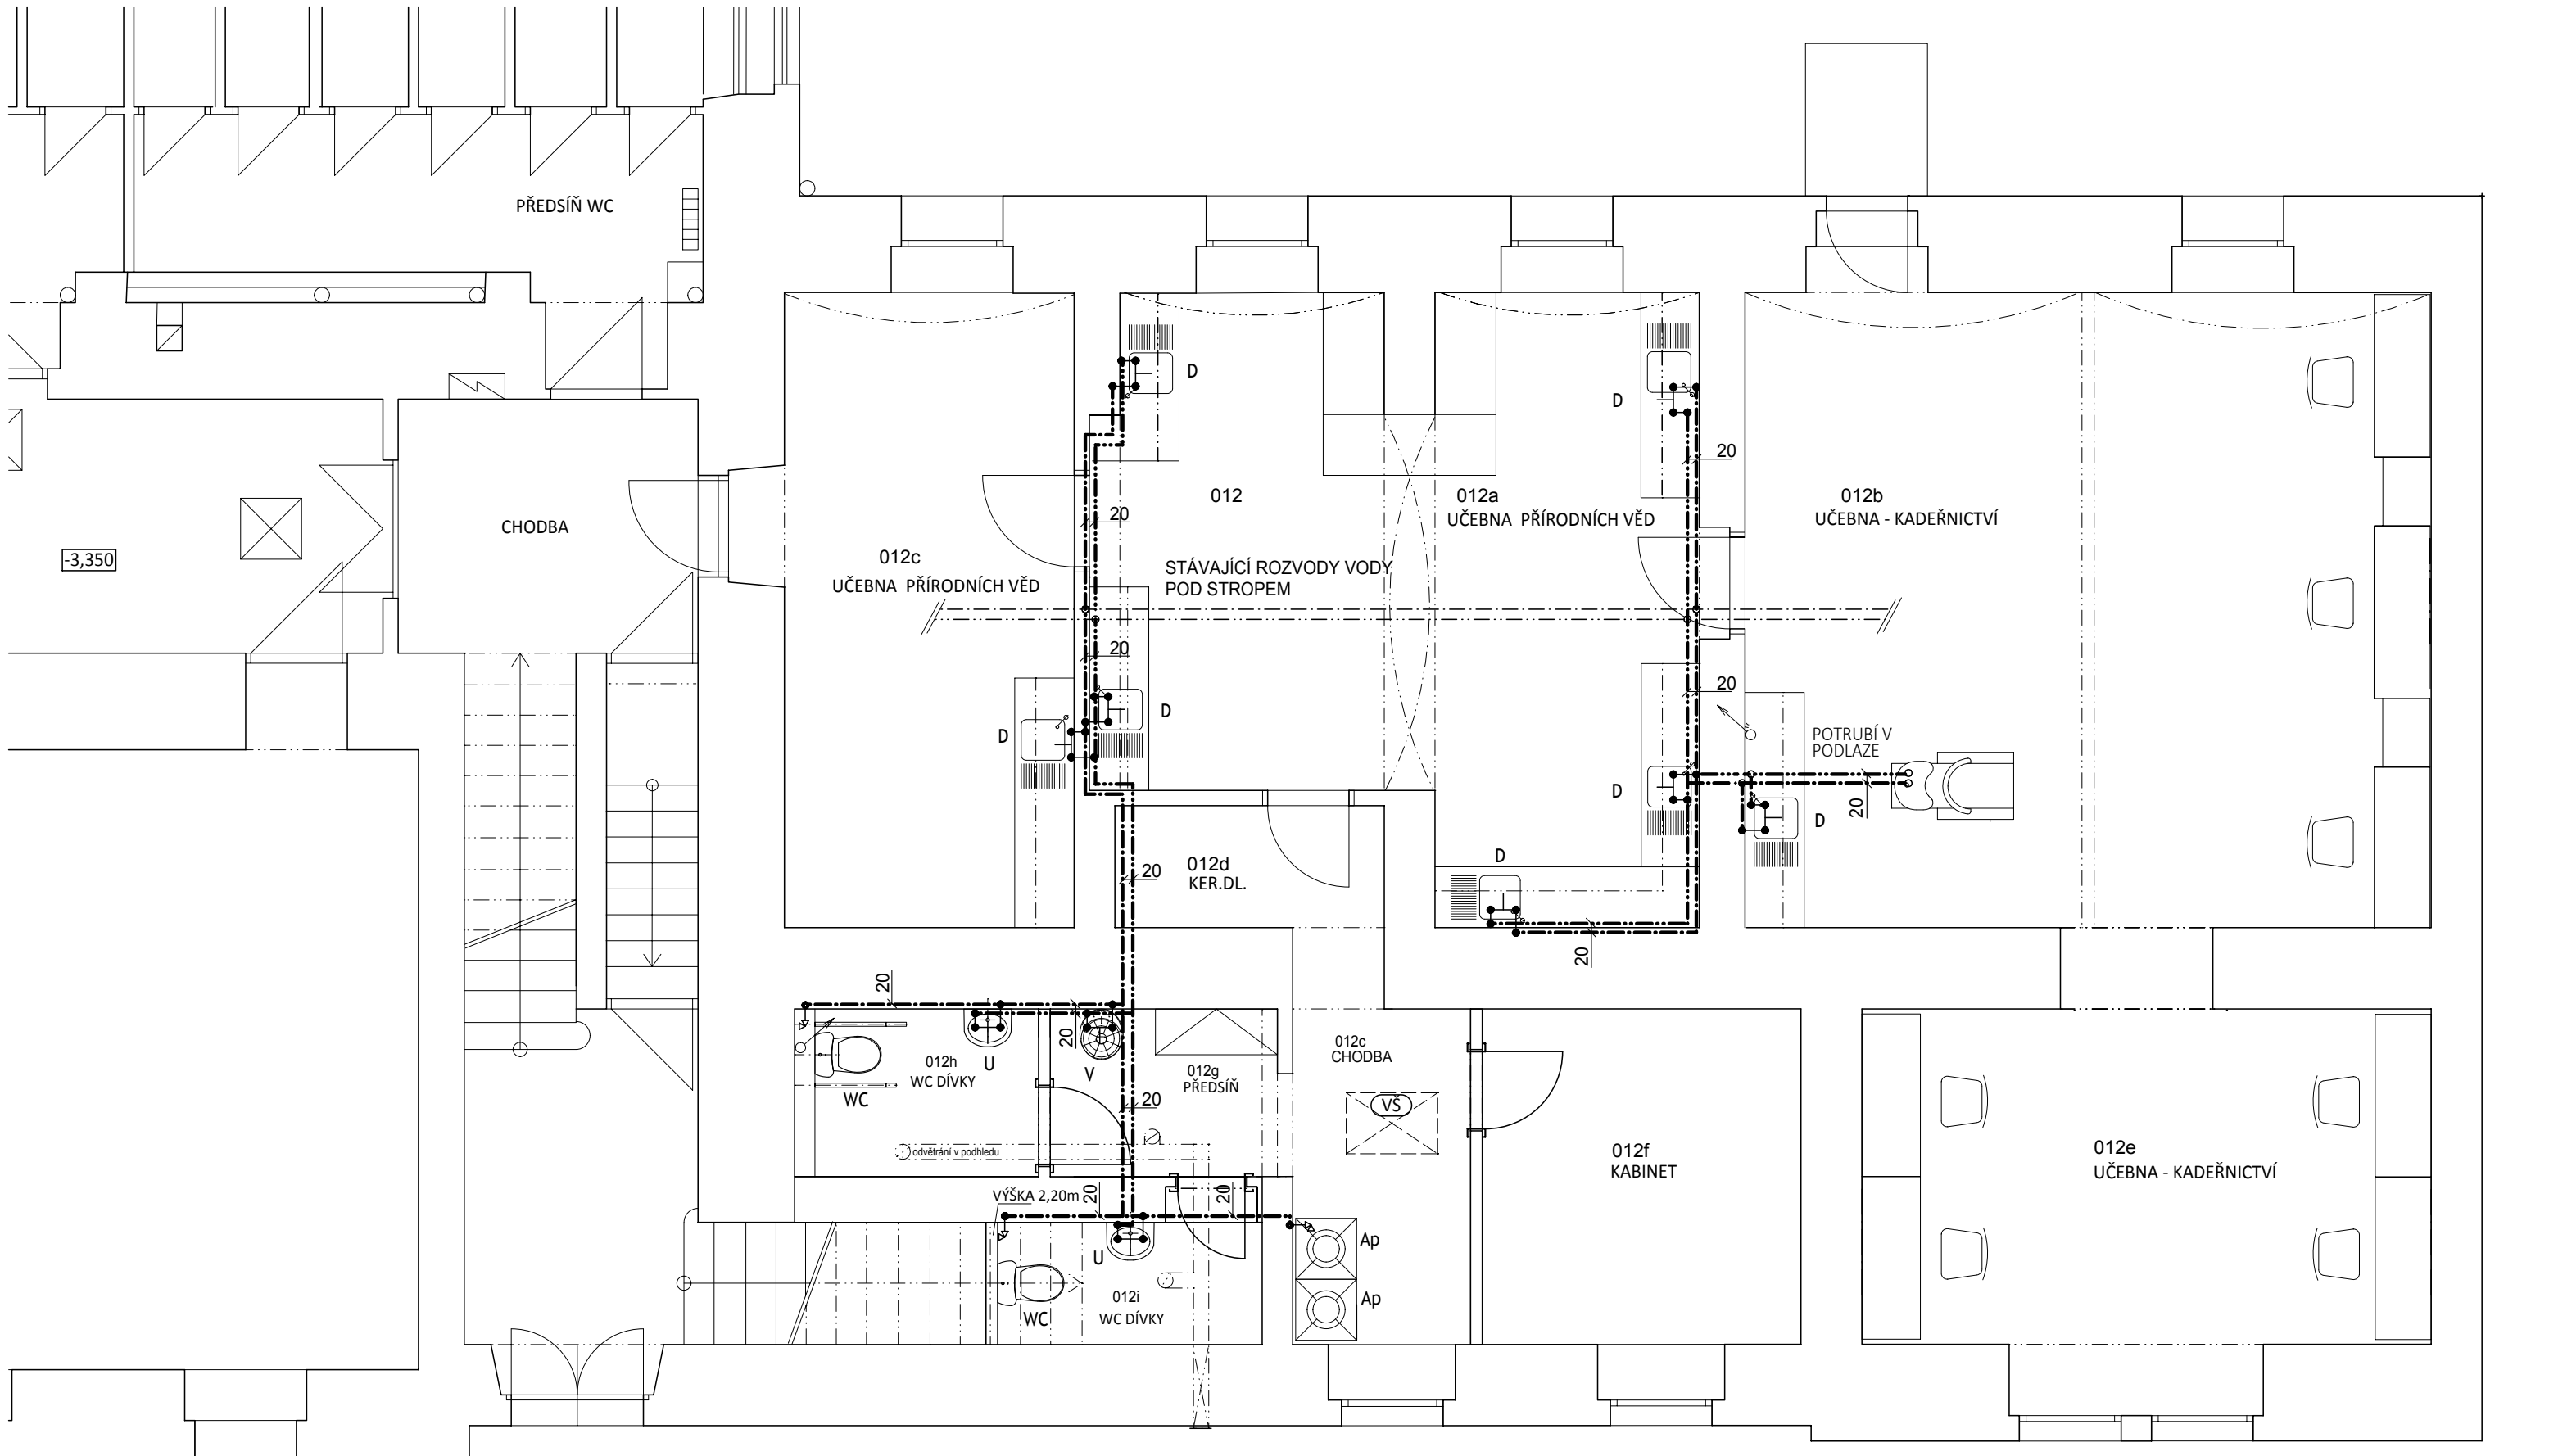 PŘEDSÍŇ WC
D
D
20
20
012
012a
UČEBNA PŘÍRODNÍCH VĚD
012b
UČEBNA - KADEŘNICTVÍ
CHODBA
-3,350
012c
UČEBNA PŘÍRODNÍCH VĚD
STÁVAJÍCÍ ROZVODY VODY
POD STROPEM
20
20
D
D
POTRUBÍ V
PODLAZE
D
20
D
D
012d
KER.DL.
20
20
20
20
012h
WC DÍVKY
U
V
WC
012g
PŘEDSÍŇ
012c
CHODBA
VŠ
20
odvětrání v podhledu
012f
KABINET
012e
UČEBNA - KADEŘNICTVÍ
VÝŠKA 2,20m
20
20
U
Ap
Ap
WC
012i
WC DÍVKY